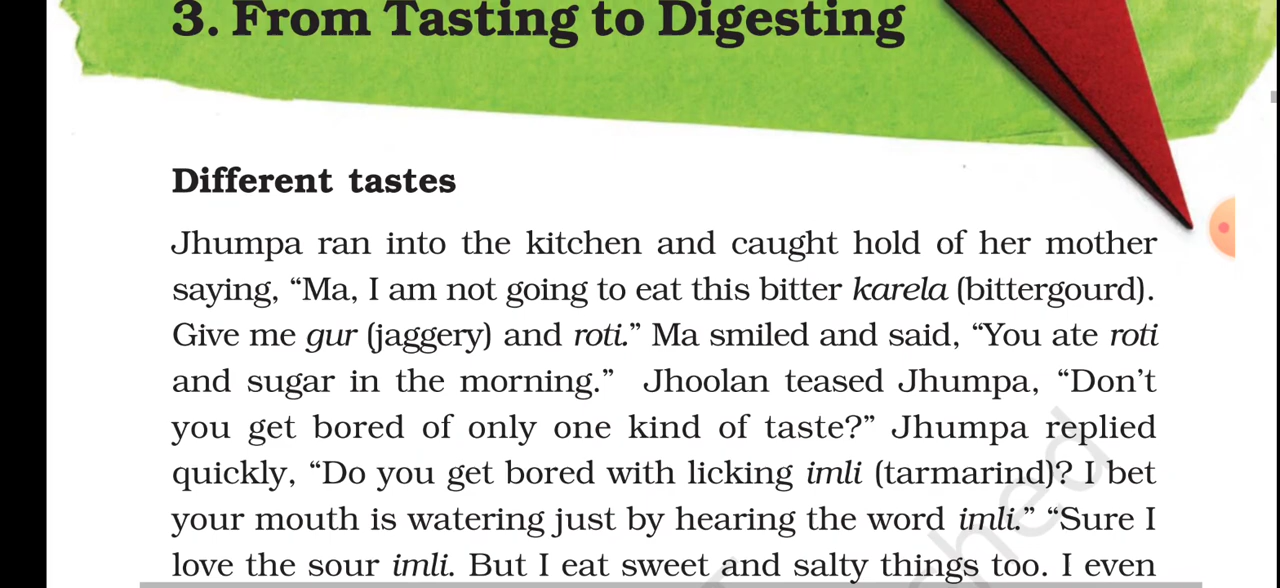 3. From Tasting to Digesting
Different tastes
Jhumpa ran into the kitchen and caught hold of her mother
saying, “Ma, I am not going to eat this bitter karela (bittergourd).
Give me gur (jaggery) and roti.” Ma smiled and said, “You ate roti
and sugar in the morning.” Jhoolan teased Jhumpa, “Don’t
you get bored of only one kind of taste?” Jhumpa replied
quickly, “Do you get bored with licking imli (tarmarind)? I bet
your mouth is watering just by hearing the word imli.” “Sure I
love the sour imli. But I eat sweet and salty things too. I even